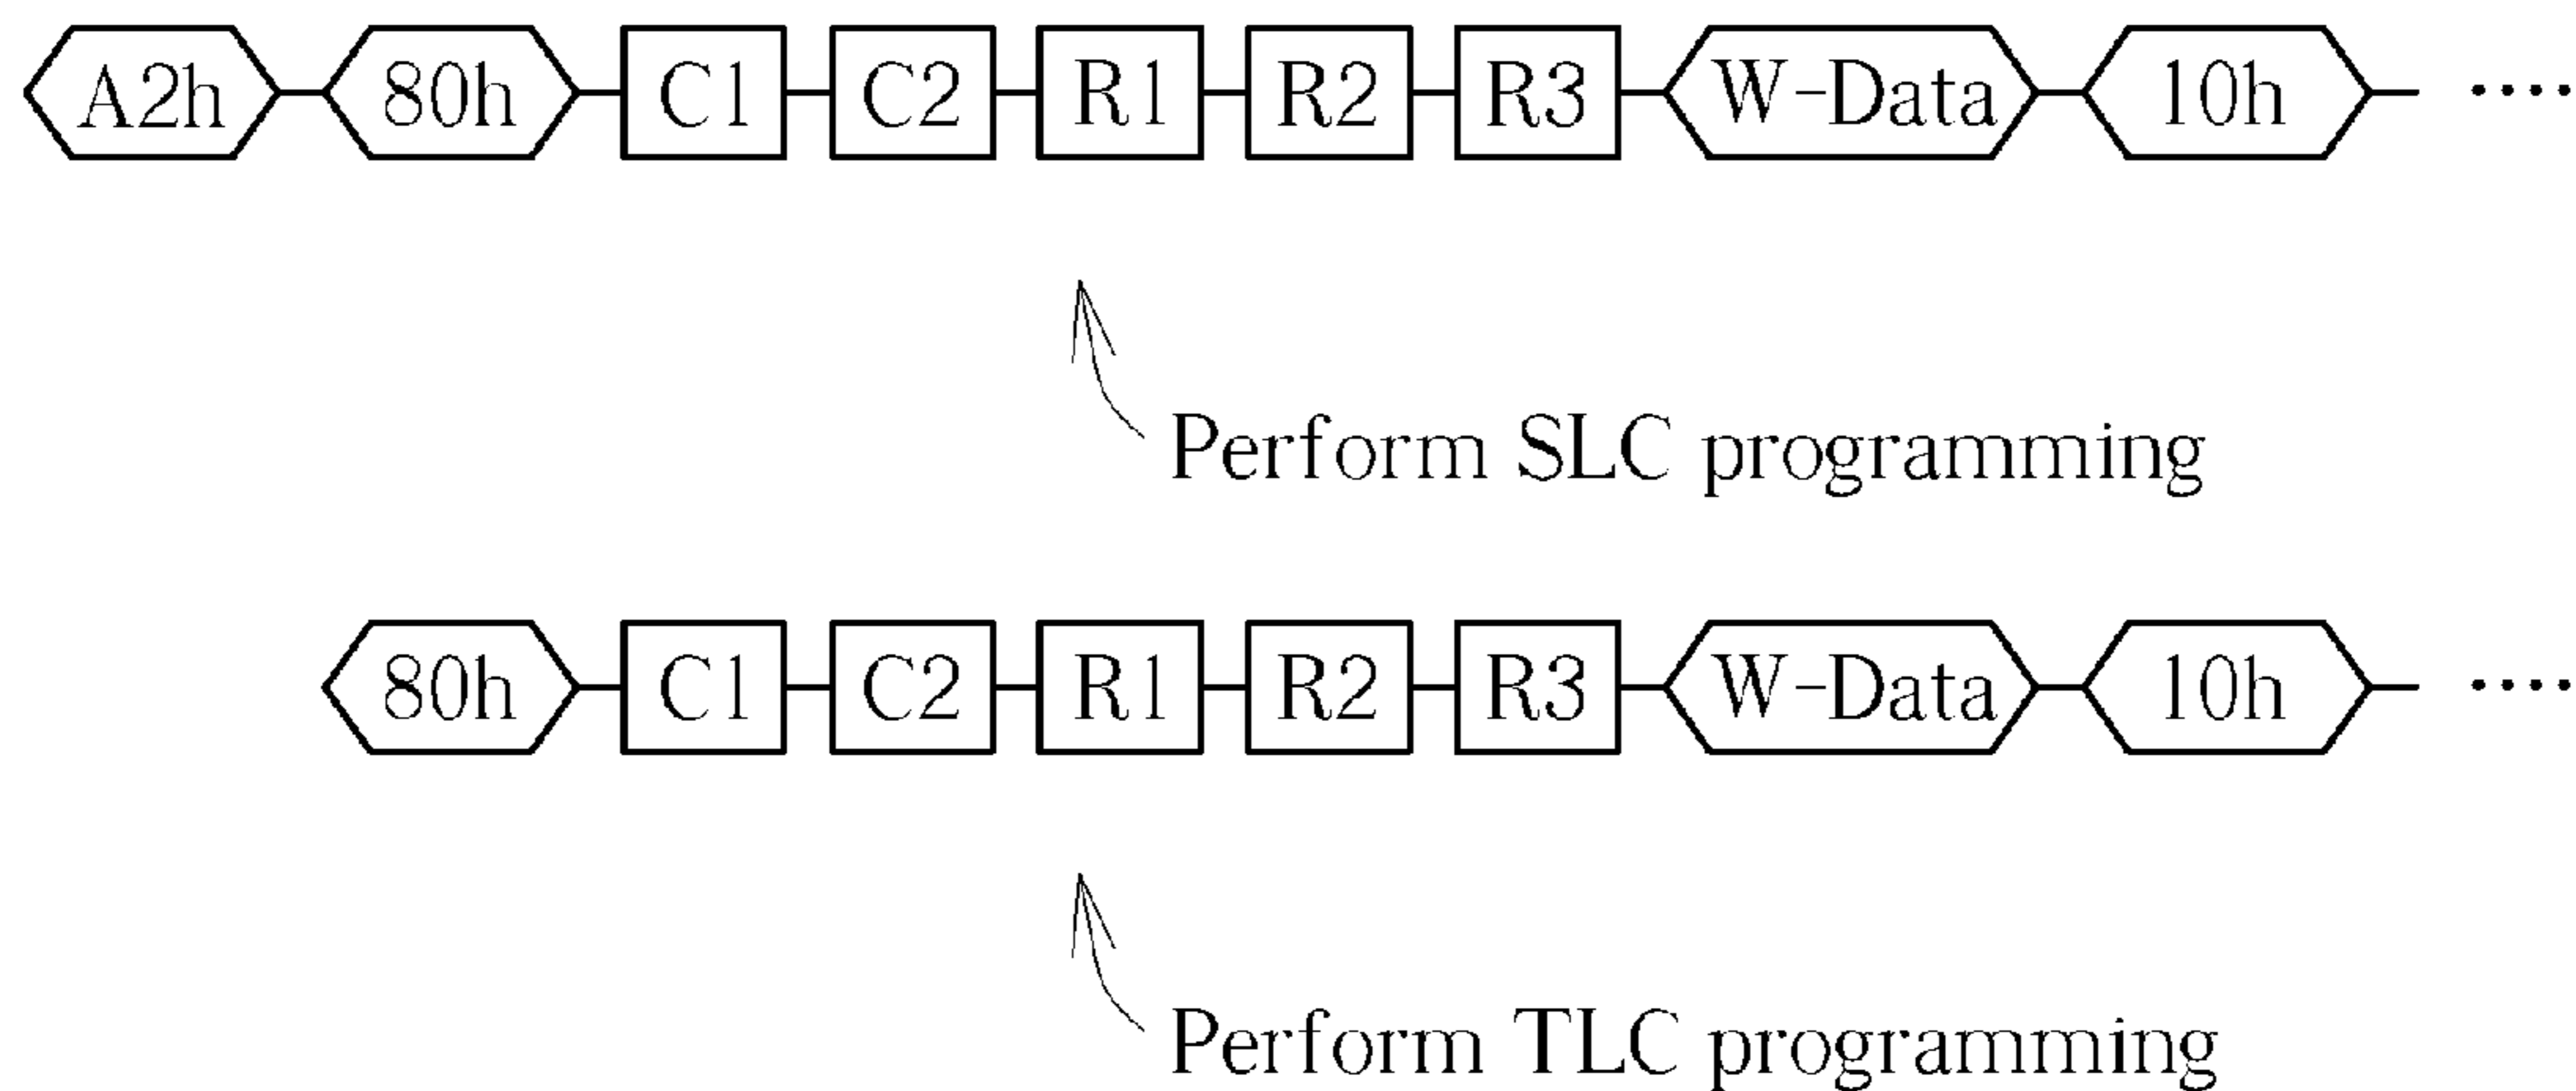 A2h 80h C1 C2 R1 R2 R3 W-Data 10h ....
Perform SLC programming
80h C1 C2 R1 R2 R3 W-Data 10h ....
Perform TLC programming